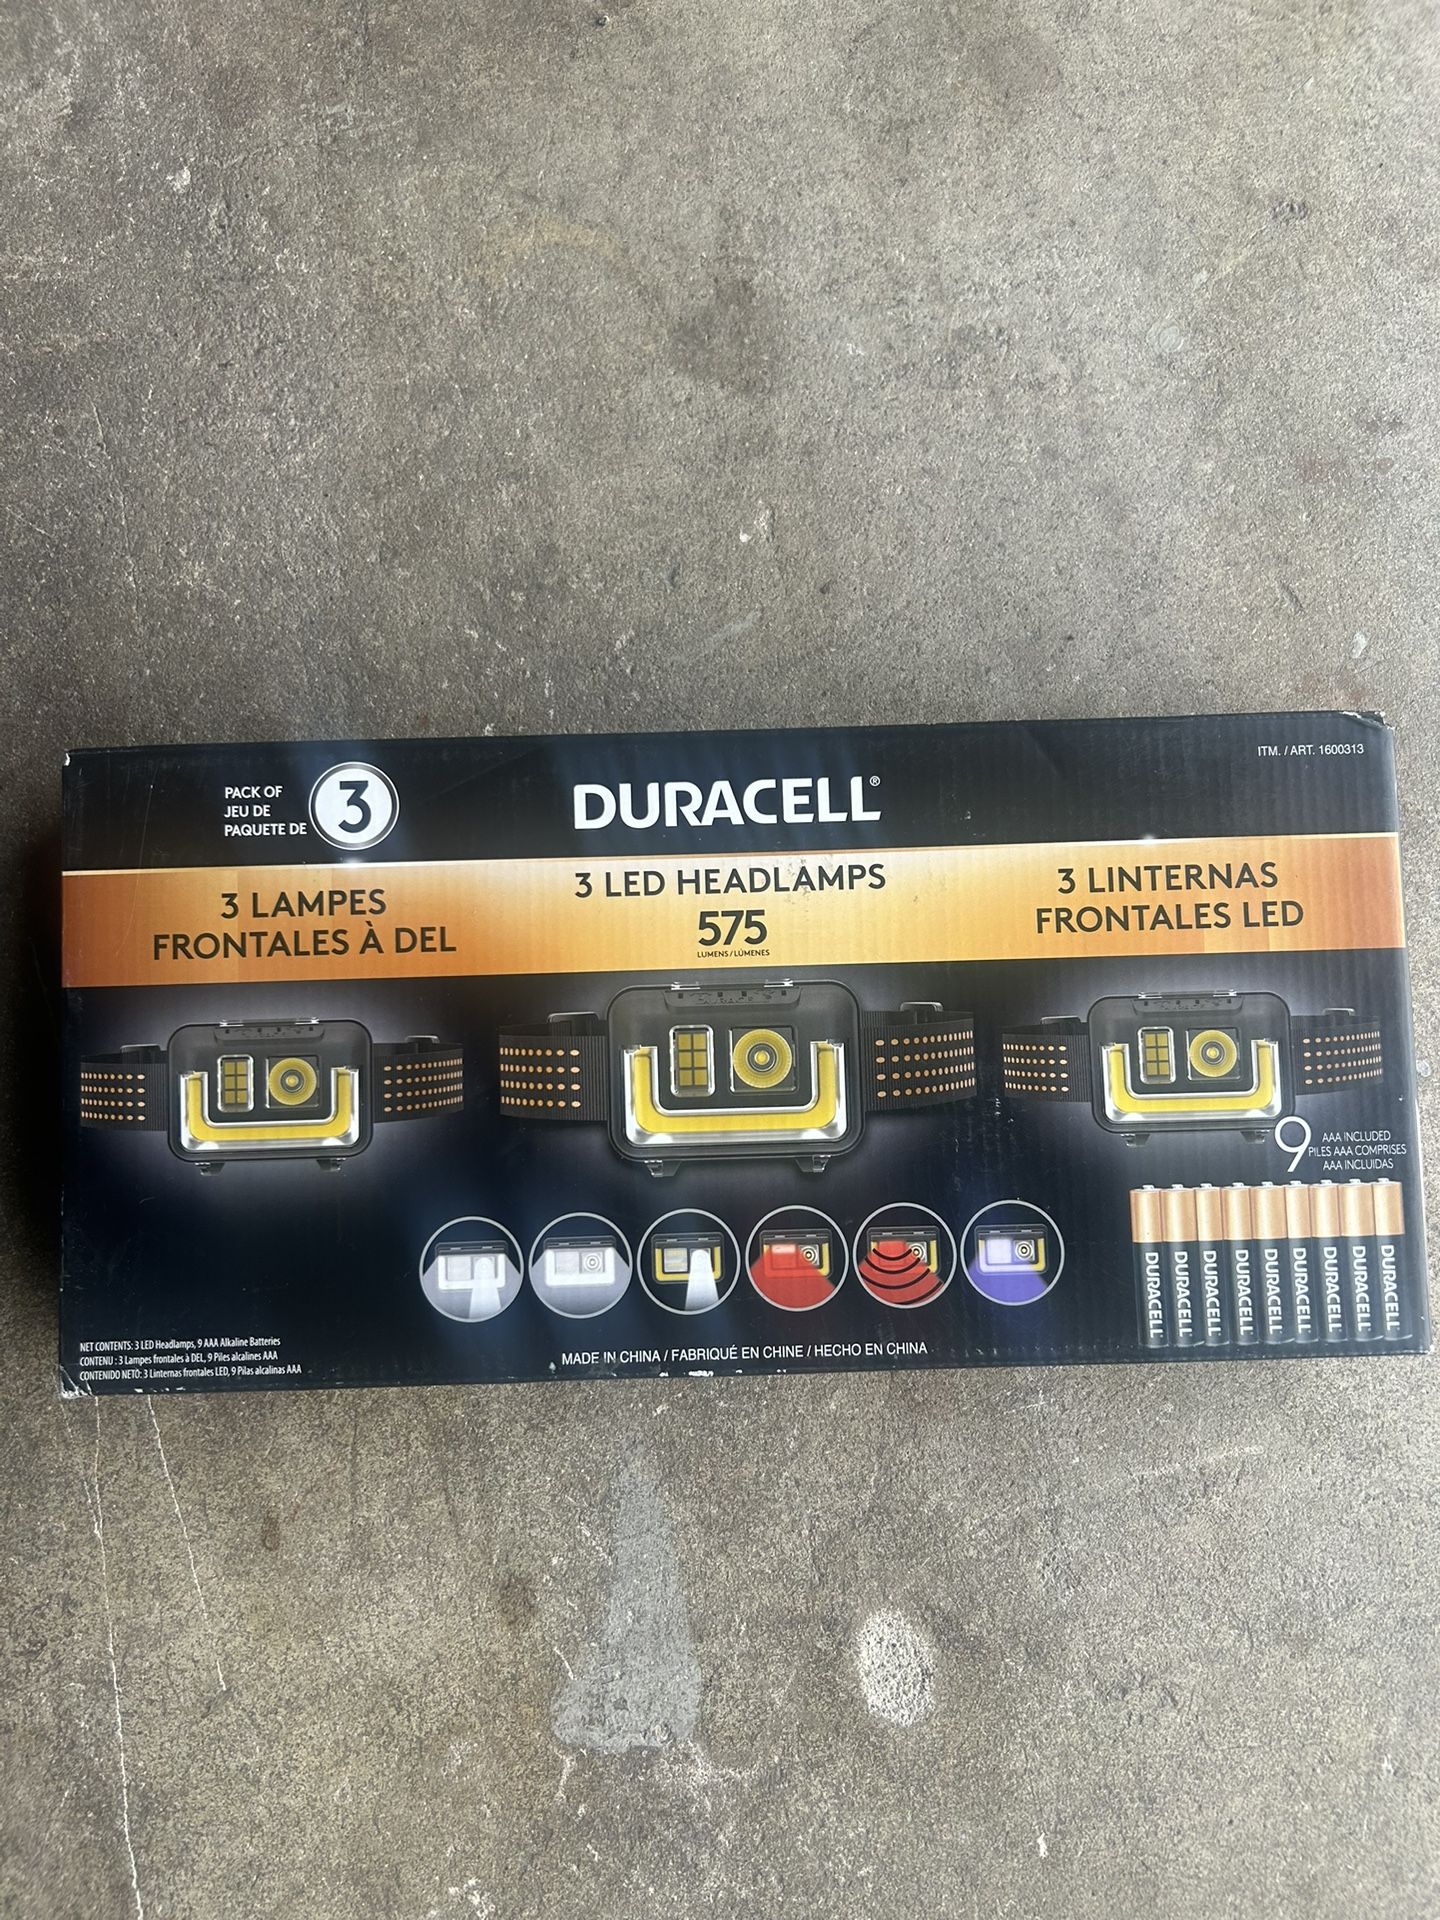 ITM. / ART. 1600313
PACK OF
JEU DE
PAQUETE DE
3
DURACELL®
3 LAMPES
FRONTALES À DEL
3 LED HEADLAMPS
575
LUMENS / LÚMENES
3 LINTERNAS
FRONTALES LED
DURACELL
9
AAA INCLUDED
PILES AAA COMPRISES
AAA INCLUIDAS
DURACELL
DURACELL
DURACELL
DURACELL
DURACELL
DURACELL
DURACELL
DURACELL
DURACELL
NET CONTENTS: 3 LED Headlamps, 9 AAA Alkaline Batteries
CONTENU : 3 Lampes frontales à DEL, 9 Piles alcalines AAA
CONTENIDO NETO: 3 Linternas frontales LED, 9 Pilas alcalinas AAA
MADE IN CHINA / FABRIQUÉ EN CHINE / HECHO EN CHINA